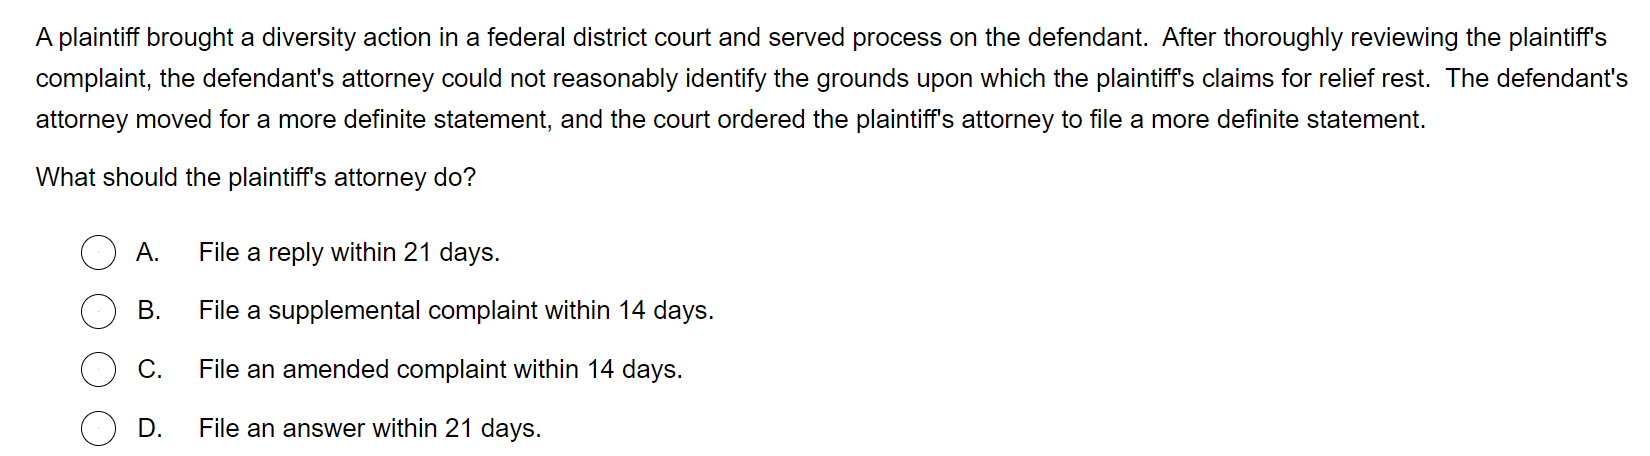 A plaintiff brought a diversity action in a federal district court and served process on the defendant.  After thoroughly reviewing the plaintiff's
complaint, the defendant's attorney could not reasonably identify the grounds upon which the plaintiff's claims for relief rest.  The defendant's
attorney moved for a more definite statement, and the court ordered the plaintiff's attorney to file a more definite statement.
What should the plaintiff's attorney do?
A. File a reply within 21 days.
B. File a supplemental complaint within 14 days.
C. File an amended complaint within 14 days.
D. File an answer within 21 days.